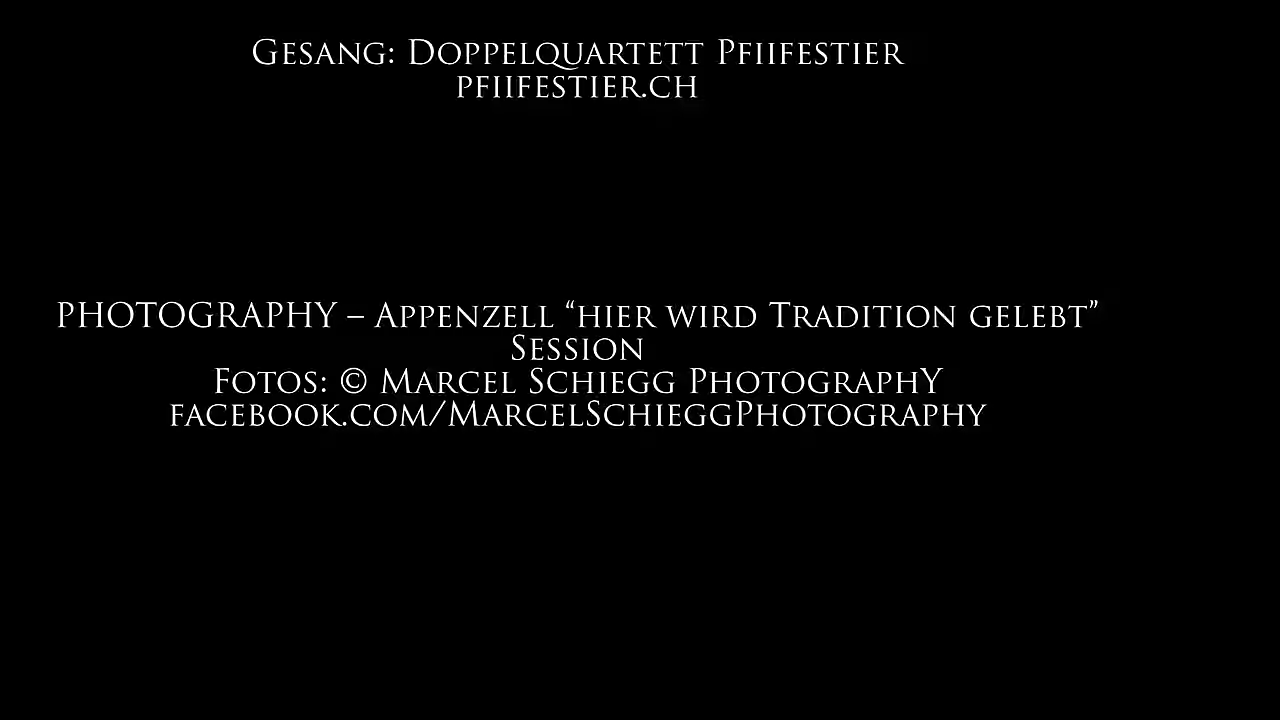 Gesang: Doppelquartett Pfiifestier
pfiifestier.ch
PHOTOGRAPHY – Appenzell “hier wird Tradition gelebt”
Session
Fotos: © Marcel Schiegg PhotographY
facebook.com/MarcelSchieggPhotography